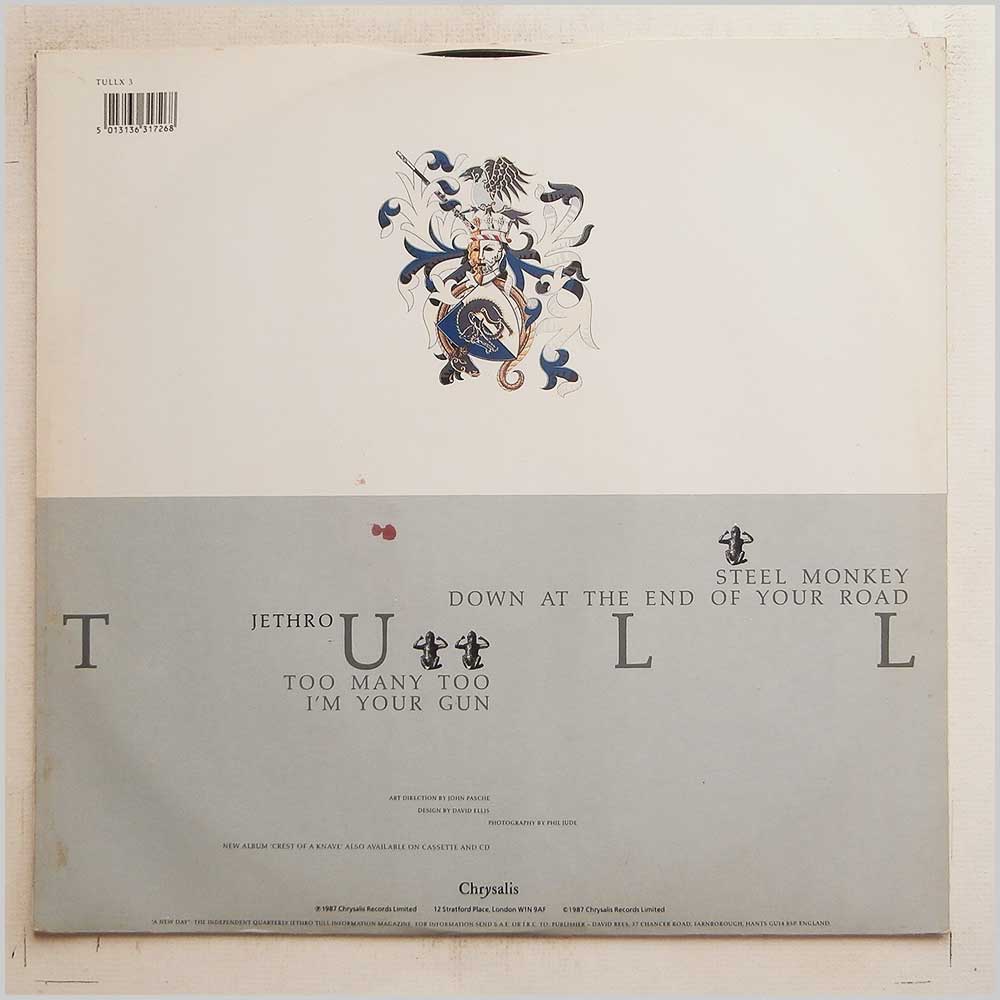 TULLX 3
5 013136 317268
STEEL MONKEY
DOWN AT THE END OF YOUR ROAD
JETHRO
T U L L
TOO MANY TOO
I'M YOUR GUN
ART DIRECTION BY JOHN PASCHE
DESIGN BY DAVID ELLIS
PHOTOGRAPHY BY PHIL JUDE
NEW ALBUM 'CREST OF A KNAVE' ALSO AVAILABLE ON CASSETTE AND CD
Chrysalis
℗1987 Chrysalis Records Limited 12 Stratford Place, London W1N 9AF ©1987 Chrysalis Records Limited
"A NEW DAY": THE INDEPENDENT QUARTERLY JETHRO TULL INFORMATION MAGAZINE. FOR INFORMATION SEND S.A.E. OR I.R.C. TO: PUBLISHER – DAVID REES, 37 CHANCER ROAD, FARNBOROUGH, HANTS GU14 8SP ENGLAND.